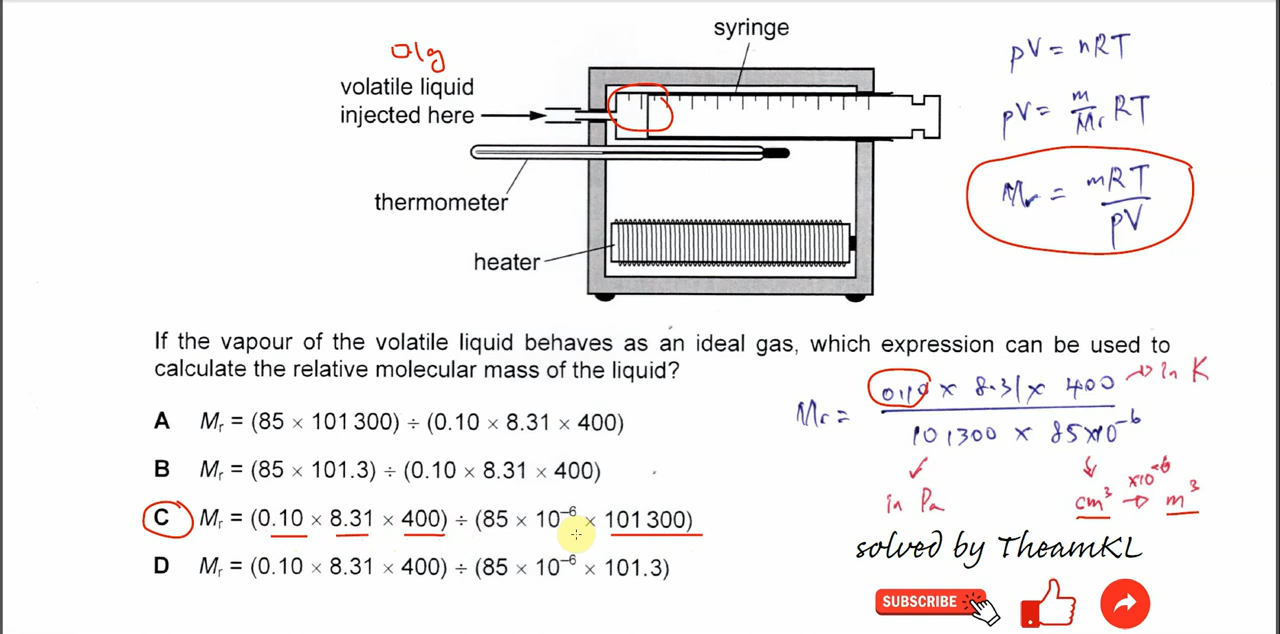 syringe
0.1g
volatile liquid
injected here
thermometer
heater
pV = nRT
pV = m/Mr RT
Mr = mRT/pV
If the vapour of the volatile liquid behaves as an ideal gas, which expression can be used to
calculate the relative molecular mass of the liquid?
A Mr = (85 × 101 300) ÷ (0.10 × 8.31 × 400)
B Mr = (85 × 101.3) ÷ (0.10 × 8.31 × 400)
C Mr = (0.10 × 8.31 × 400) ÷ (85 × 10⁻⁶ × 101 300)
D Mr = (0.10 × 8.31 × 400) ÷ (85 × 10⁻⁶ × 101.3)
0.10 × 8.31 × 400 → in K
Mr =
101300 × 85×10⁻⁶
in Pa
cm³ → m³
×10⁻⁶
solved by TheamKL
SUBSCRIBE